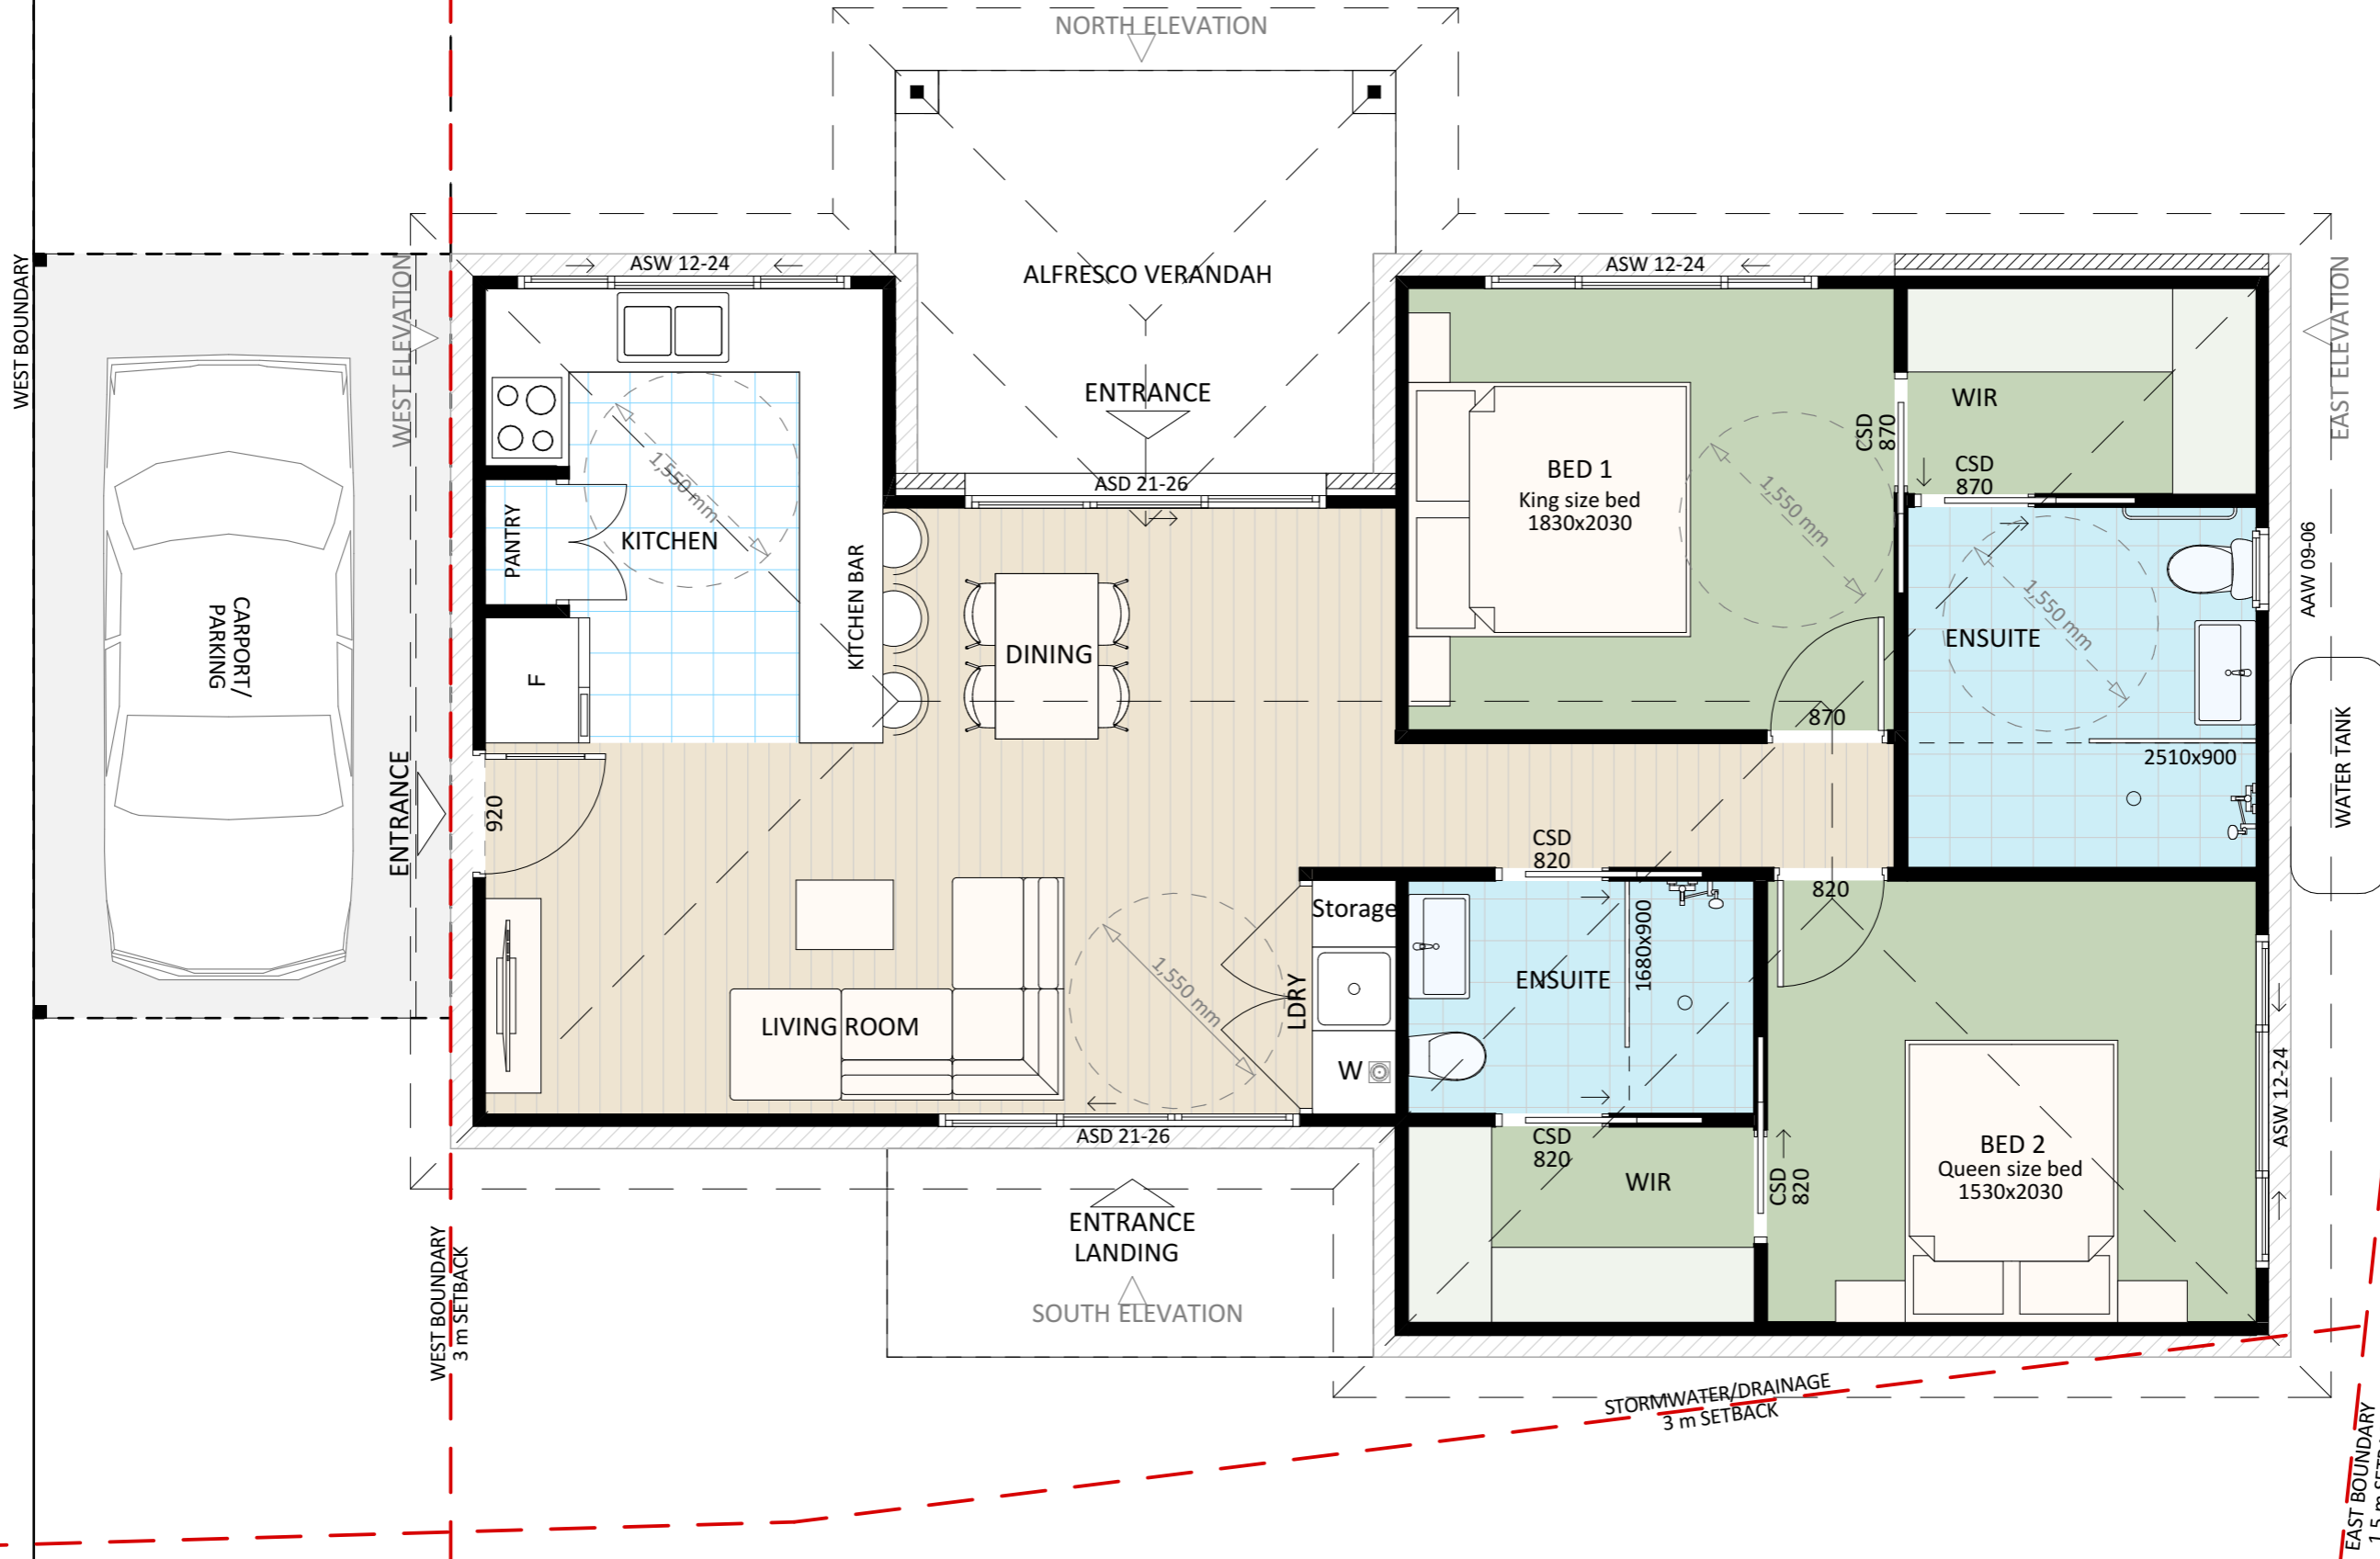 NORTH ELEVATION
WEST BOUNDARY
WEST ELEVATION
ASW 12-24
ALFRESCO VERANDAH
ASW 12-24
EAST ELEVATION
ENTRANCE
WIR
CSD
870
CSD
870
BED 1
King size bed
1830x2030
1,550 mm
1,550 mm
ASD 21-26
PANTRY
KITCHEN
KITCHEN BAR
AAW 09-06
CARPORT/
PARKING
DINING
ENSUITE
1,550 mm
F
870
2510x900
WATER TANK
ENTRANCE
920
CSD
820
820
Storage
1680x900
ENSUITE
1,550 mm
LDRY
LIVING ROOM
W
ASW 12-24
ASD 21-26
CSD
820
BED 2
Queen size bed
1530x2030
WIR
CSD
820
ENTRANCE
LANDING
SOUTH ELEVATION
WEST BOUNDARY
3 m SETBACK
STORMWATER/DRAINAGE
3 m SETBACK
EAST BOUNDARY
1.5 m